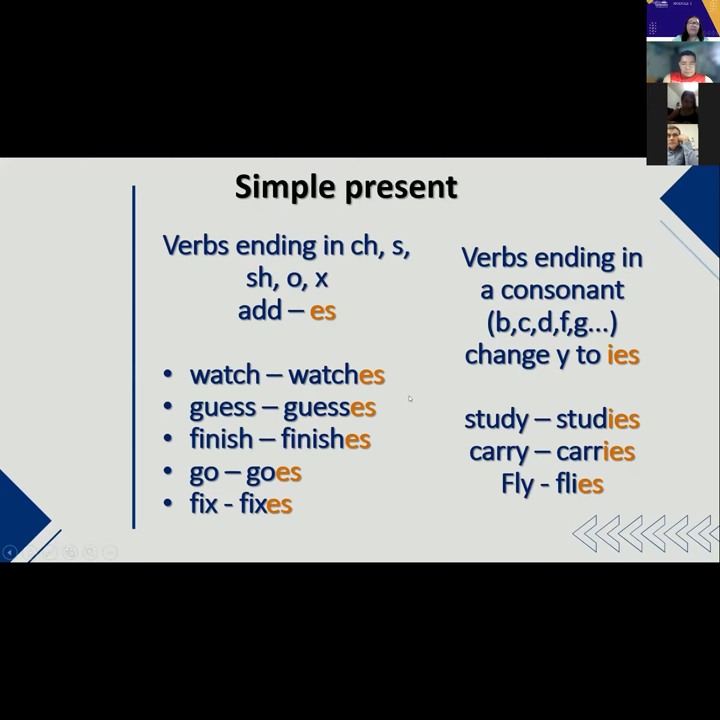 MODULE I
Simple present
Verbs ending in ch, s,
sh, o, x
add – es
• watch – watches
• guess – guesses
• finish – finishes
• go – goes
• fix - fixes
Verbs ending in
a consonant
(b,c,d,f,g...)
change y to ies
study – studies
carry – carries
Fly - flies